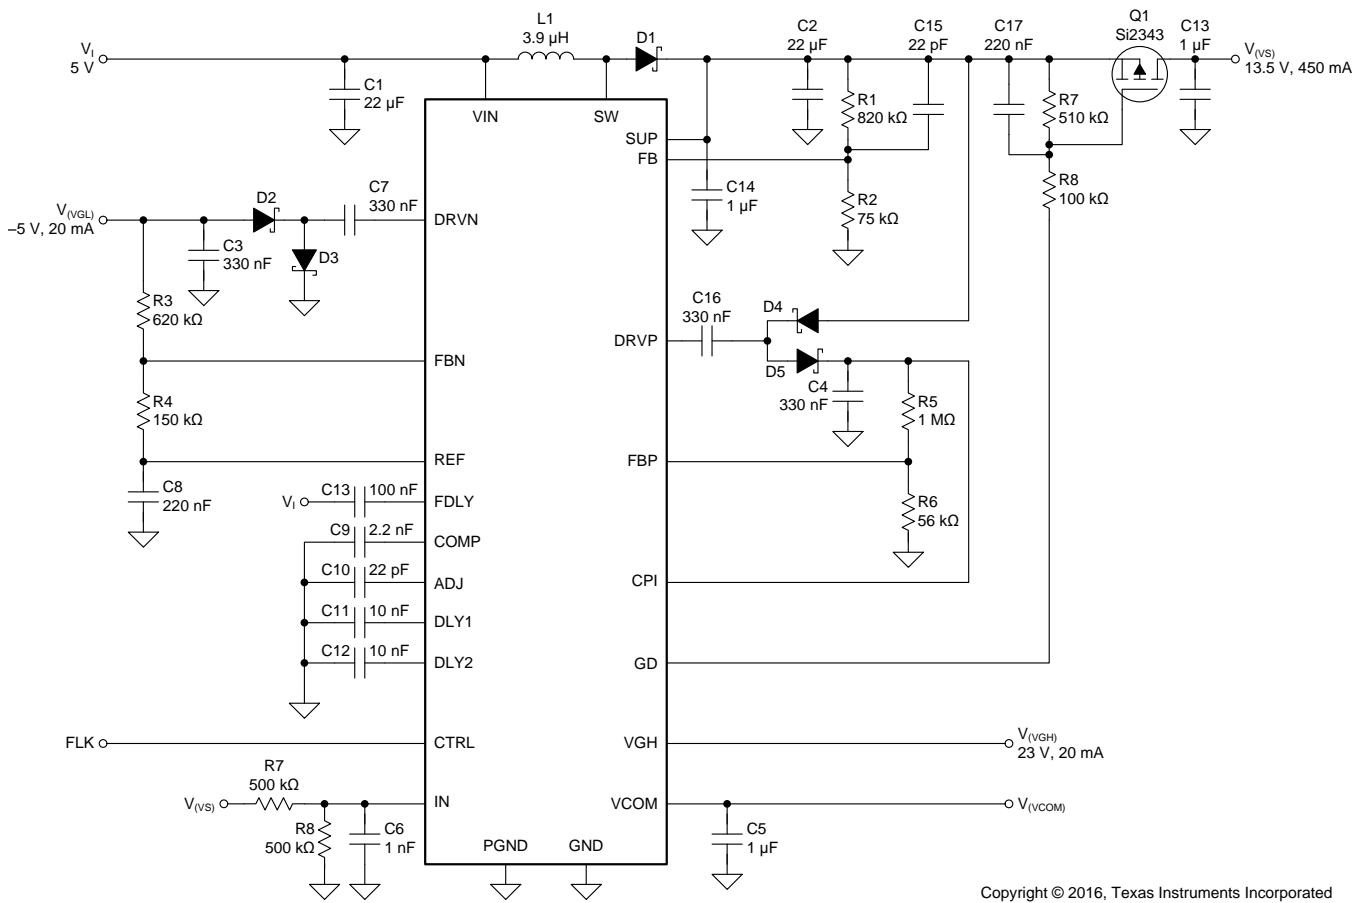 L1
3.9 µH
D1
C2
22 µF
C15
22 pF
C17
220 nF
Q1
Si2343
C13
1 µF
V(VS)
13.5 V, 450 mA
VI
5 V
C1
22 µF
VIN
SW
SUP
FB
R1
820 kΩ
R7
510 kΩ
C14
1 µF
R2
75 kΩ
R8
100 kΩ
V(VGL)
–5 V, 20 mA
D2
C7
330 nF
DRVN
C3
330 nF
D3
R3
620 kΩ
C16
330 nF
D4
DRVP
D5
C4
330 nF
FBN
R4
150 kΩ
R5
1 MΩ
REF
FBP
C8
220 nF
VI
C13
100 nF
FDLY
R6
56 kΩ
C9
2.2 nF
COMP
C10
22 pF
ADJ
CPI
C11
10 nF
DLY1
C12
10 nF
DLY2
GD
FLK
CTRL
VGH
V(VGH)
23 V, 20 mA
R7
500 kΩ
V(VS)
IN
VCOM
V(VCOM)
R8
500 kΩ
C6
1 nF
PGND
GND
C5
1 µF
Copyright © 2016, Texas Instruments Incorporated